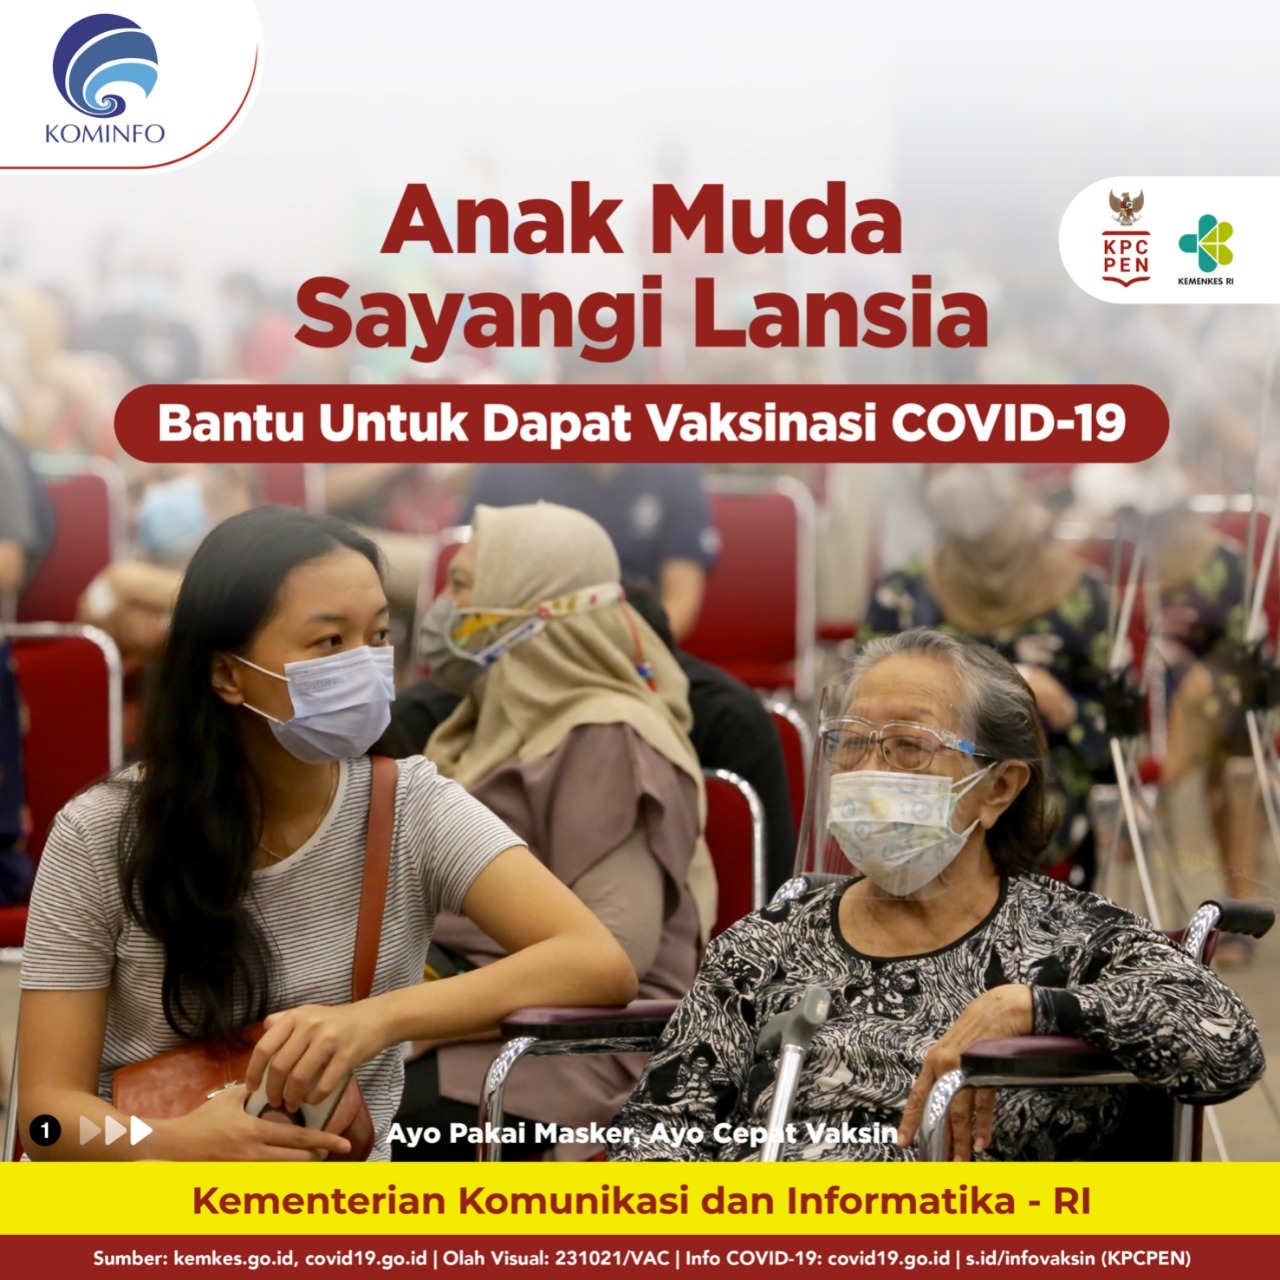 KOMINFO
Anak Muda
Sayangi Lansia
KPC
PEN
KEMENKES RI
Bantu Untuk Dapat Vaksinasi COVID-19
1
Ayo Pakai Masker, Ayo Cepat Vaksin
Kementerian Komunikasi dan Informatika - RI
Sumber: kemkes.go.id, covid19.go.id | Olah Visual: 231021/VAC | Info COVID-19: covid19.go.id | s.id/infovaksin (KPCPEN)